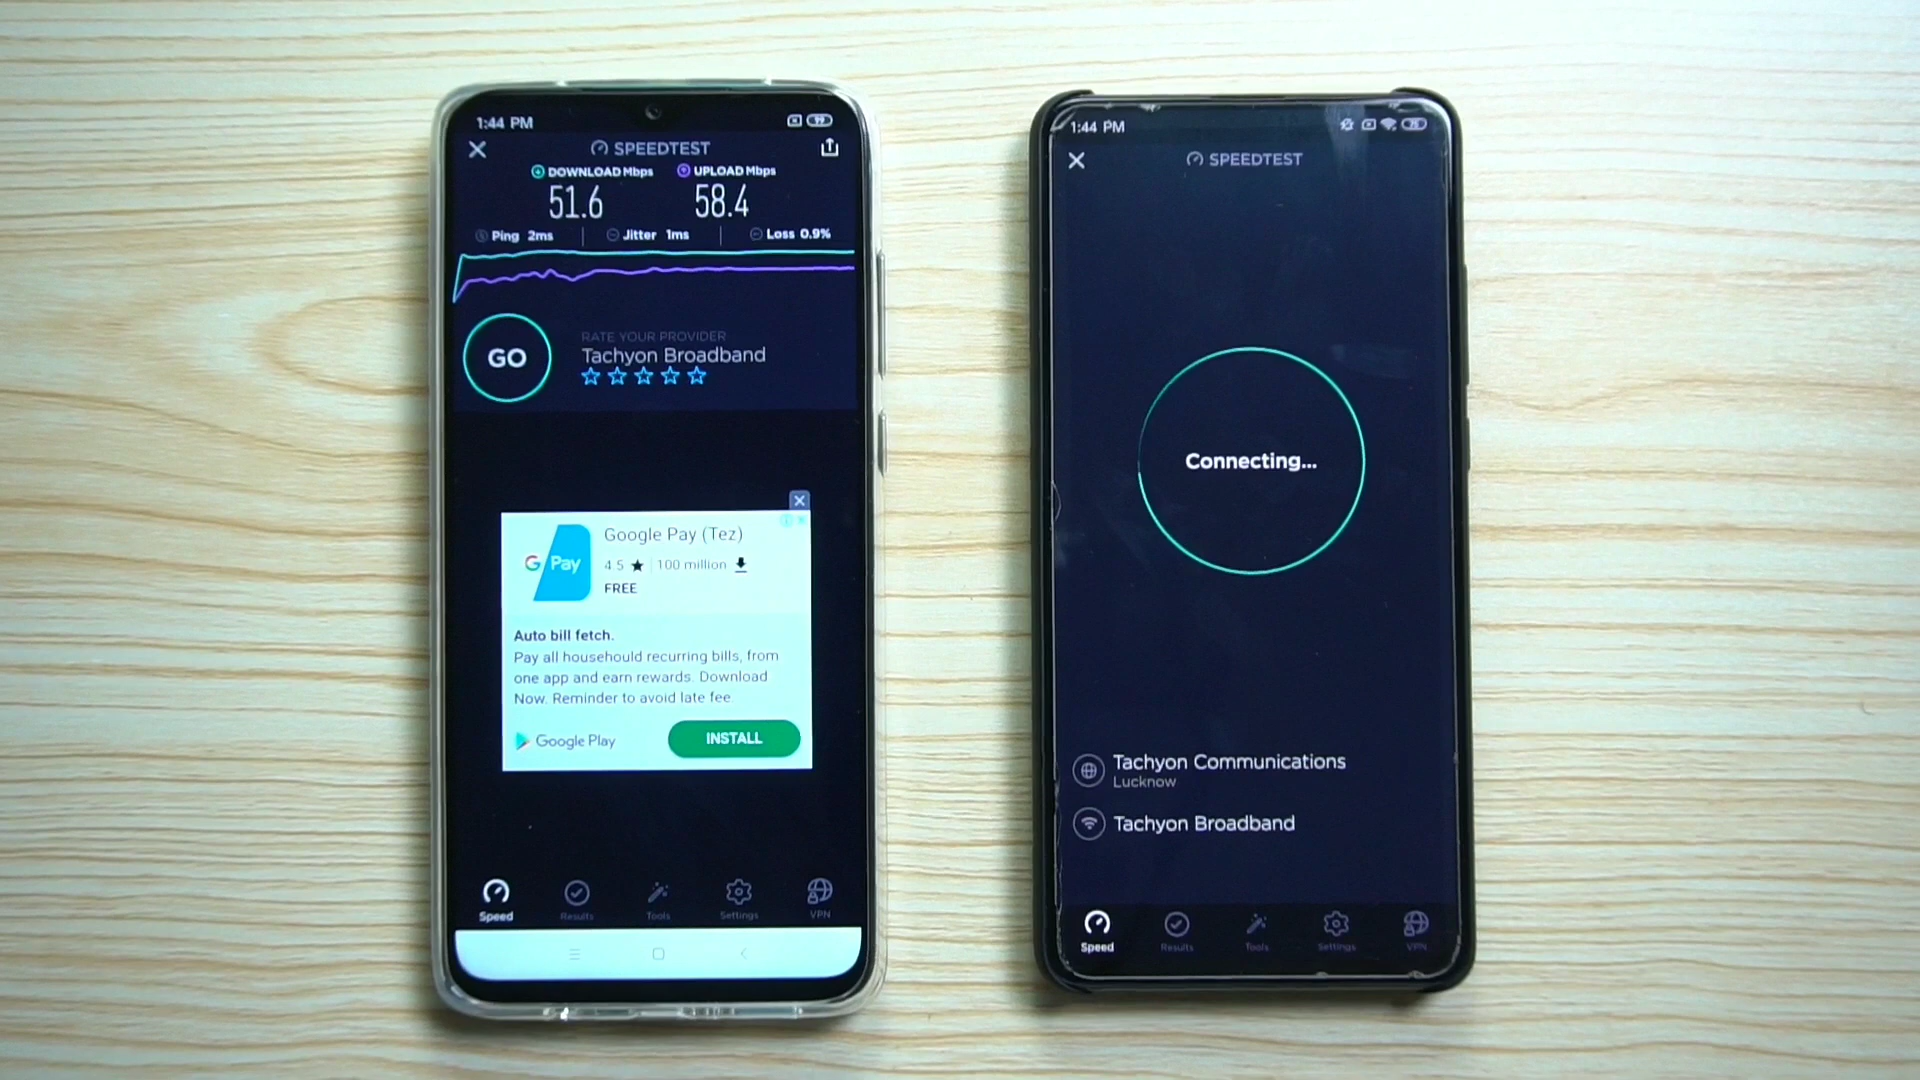 1:44 PM
99
SPEEDTEST
DOWNLOAD Mbps
UPLOAD Mbps
51.6
58.4
Ping 2ms
Jitter 1ms
Loss 0.9%
GO
RATE YOUR PROVIDER
Tachyon Broadband
Google Pay (Tez)
G Pay
4.5 ★ | 100 million
FREE
Auto bill fetch.
Pay all househould recurring bills, from
one app and earn rewards. Download
Now. Reminder to avoid late fee
Google Play
INSTALL
Speed
Results
Tools
Settings
VPN
1:44 PM
SPEEDTEST
Connecting...
Tachyon Communications
Lucknow
Tachyon Broadband
Speed
Results
Tools
Settings
VPN